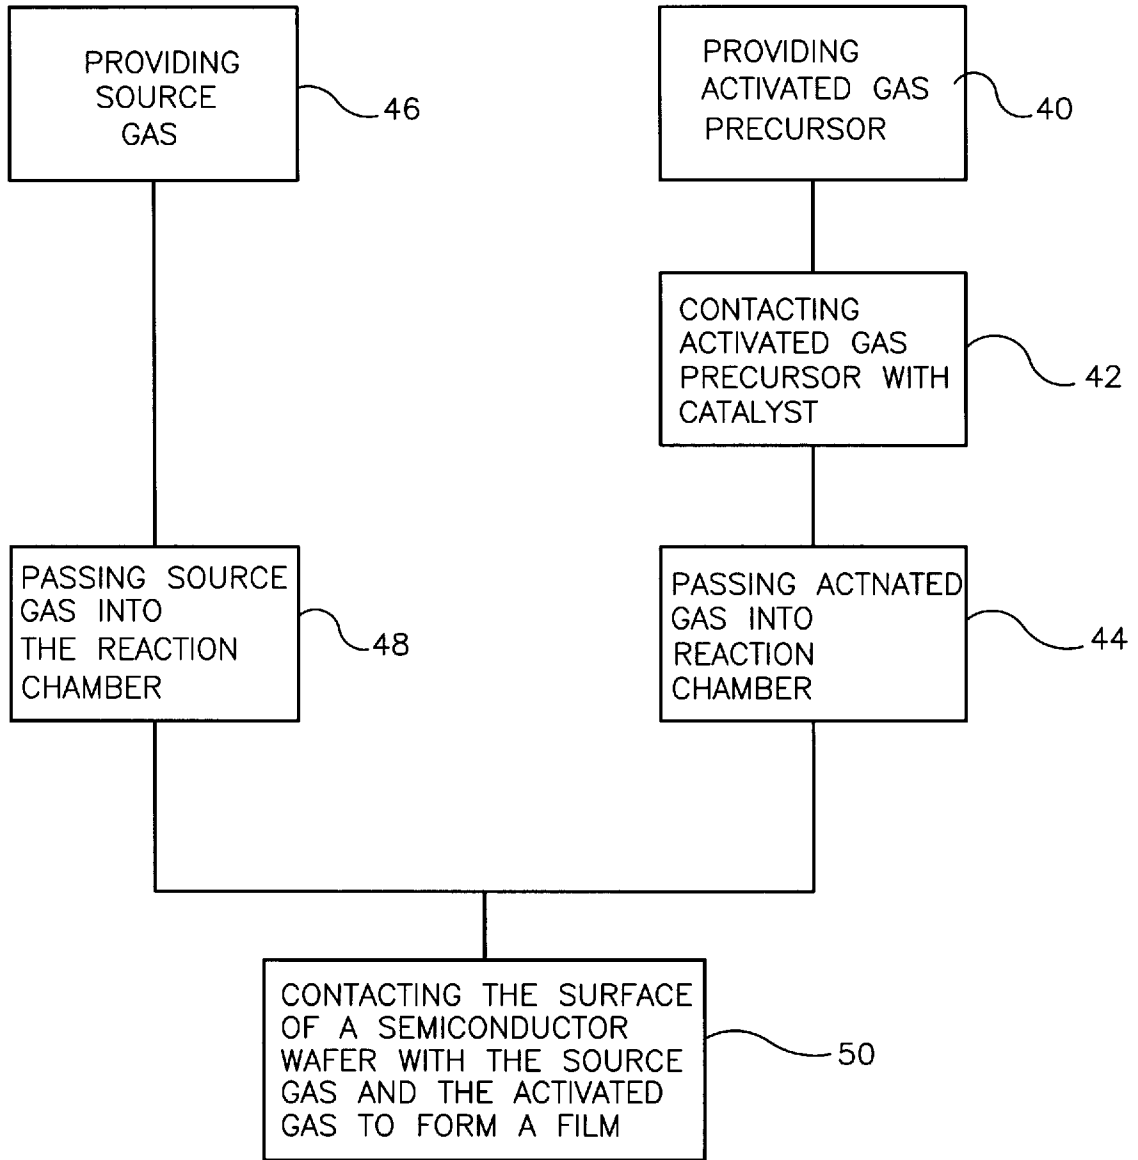 PROVIDING
SOURCE
GAS
46
PROVIDING
ACTIVATED GAS
PRECURSOR
40
CONTACTING
ACTIVATED GAS
PRECURSOR WITH
CATALYST
42
PASSING SOURCE
GAS INTO
THE REACTION
CHAMBER
48
PASSING ACTNATED
GAS INTO
REACTION
CHAMBER
44
CONTACTING THE SURFACE
OF A SEMICONDUCTOR
WAFER WITH THE SOURCE
GAS AND THE ACTIVATED
GAS TO FORM A FILM
50